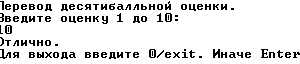 Перевод десятибалльной оценки.
Введите оценку 1 до 10:
10
Отлично.
Для выхода введите 0/exit. Иначе Enter